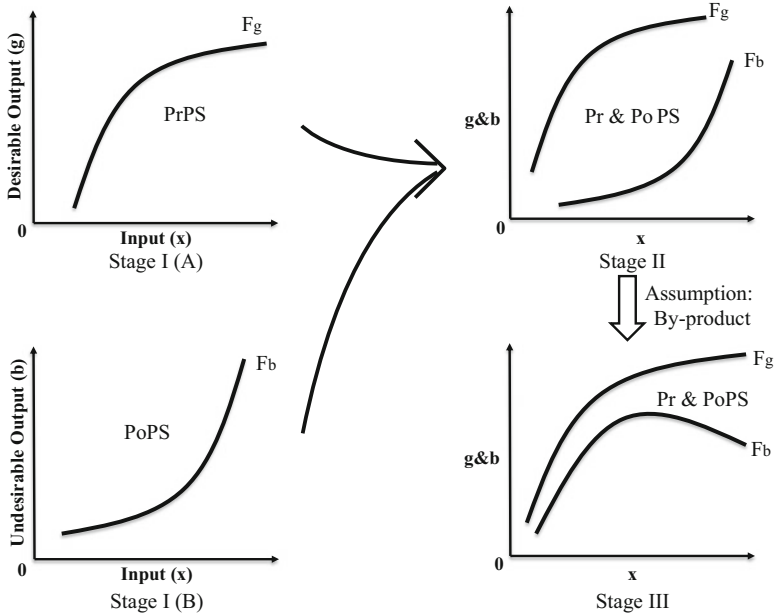 Desirable Output (g)
Fg
PrPS
0
Input (x)
Stage I (A)
Undesirable Output (b)
Fb
PoPS
0
Input (x)
Stage I (B)
g&b
Fg
Fb
Pr & Po PS
0
x
Stage II
Assumption:
By-product
g&b
Fg
Pr & PoPS
Fb
0
x
Stage III